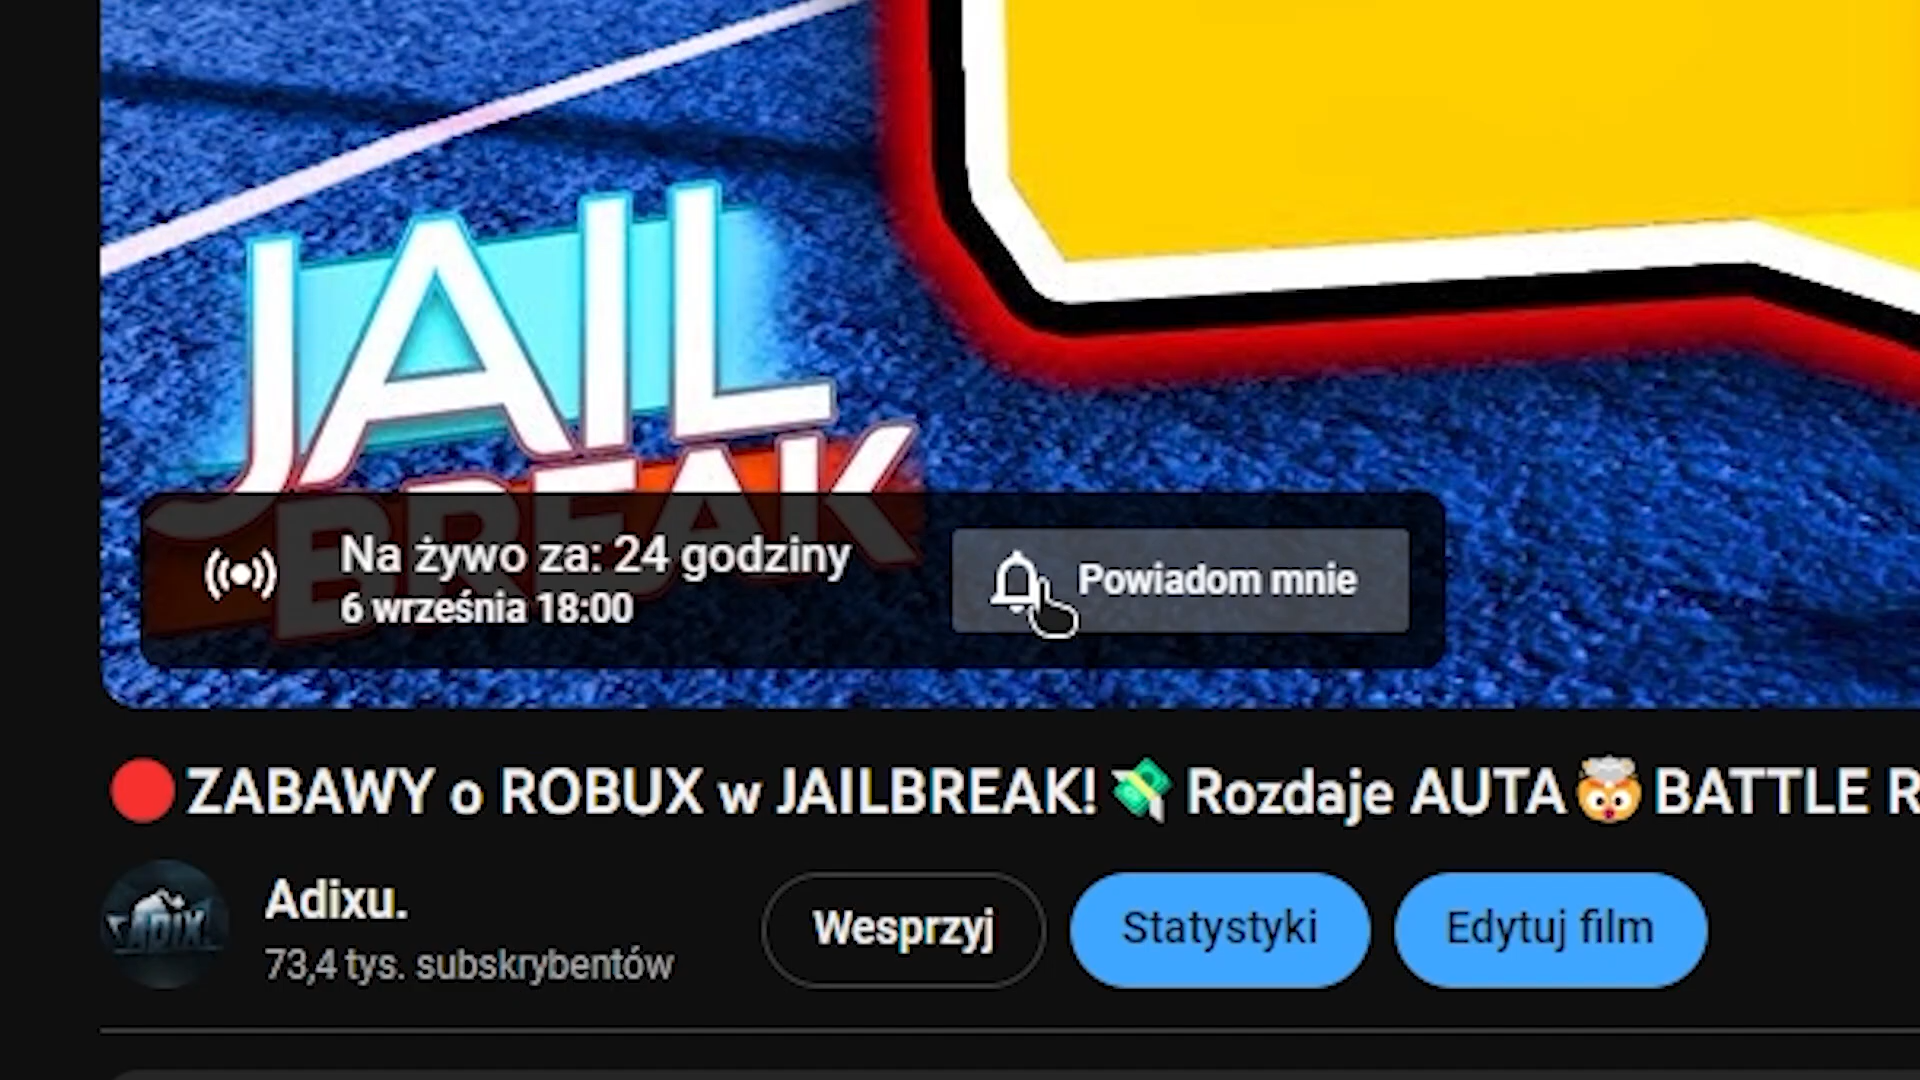 JAIL
BREAK
Na żywo za: 24 godziny
6 września 18:00
Powiadom mnie
🔴ZABAWY o ROBUX w JAILBREAK! 💸 Rozdaje AUTA🤯BATTLE R
Adixu.
73,4 tys. subskrybentów
Wesprzyj
Statystyki
Edytuj film